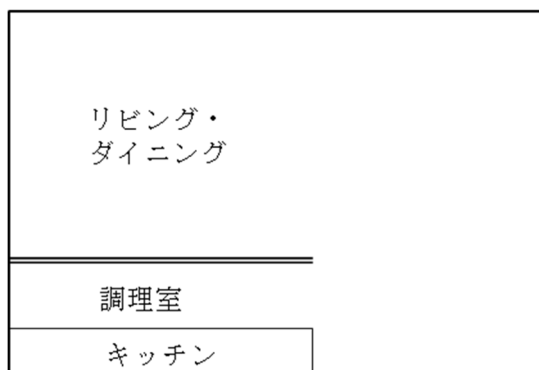 リビング・
ダイニング
調理室
キッチン